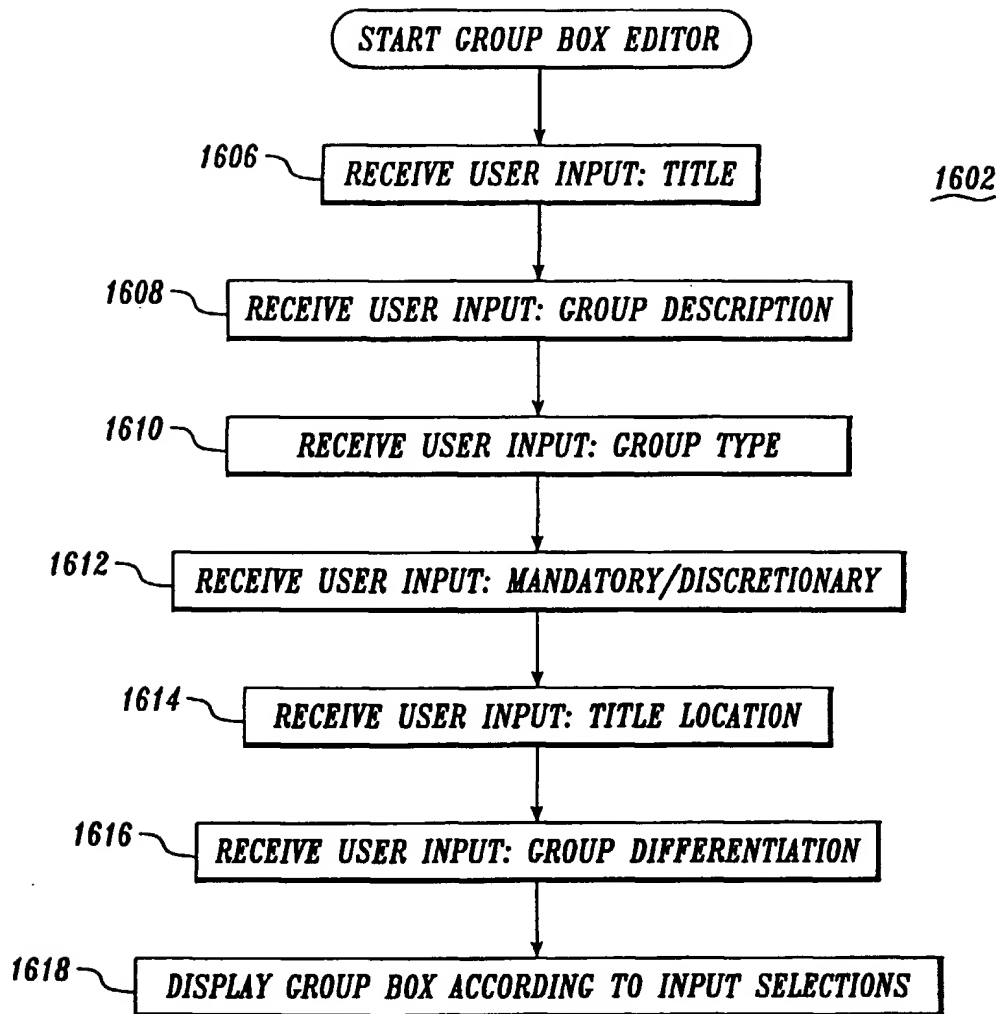 START GROUP BOX EDITOR
1606
RECEIVE USER INPUT: TITLE
1602
1608
RECEIVE USER INPUT: GROUP DESCRIPTION
1610
RECEIVE USER INPUT: GROUP TYPE
1612
RECEIVE USER INPUT: MANDATORY/DISCRETIONARY
1614
RECEIVE USER INPUT: TITLE LOCATION
1616
RECEIVE USER INPUT: GROUP DIFFERENTIATION
1618
DISPLAY GROUP BOX ACCORDING TO INPUT SELECTIONS